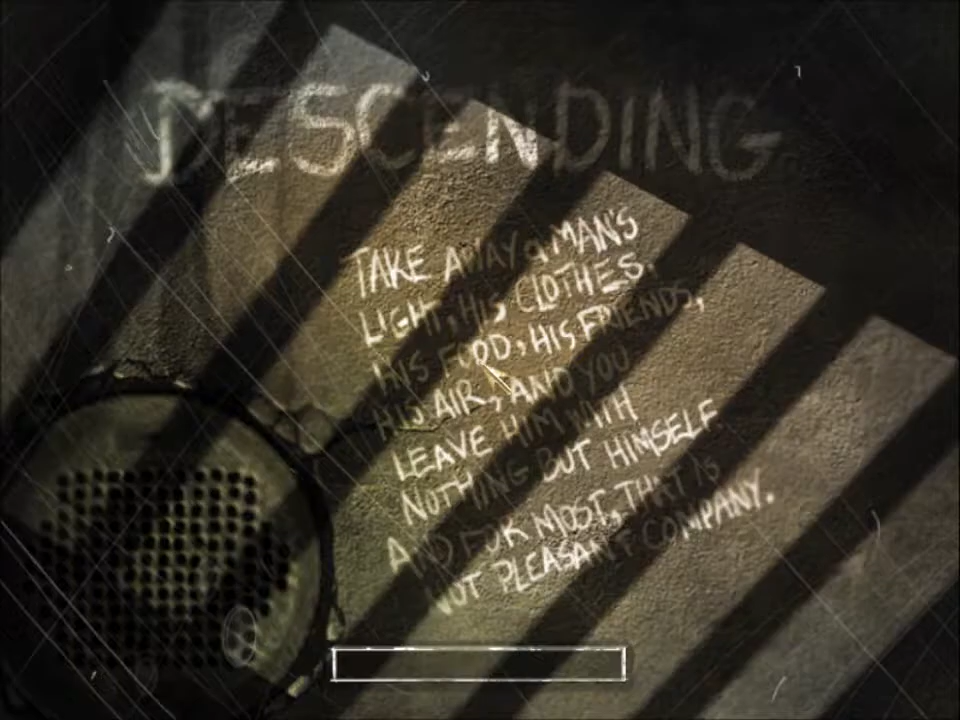 DESCENDING
TAKE AWAY a MAN'S
LIGHT, HIS CLOTHES,
HIS FOOD, HIS FRIENDS,
HIS AIR, AND YOU
LEAVE HIM WITH
NOTHING BUT HIMSELF.
AND FOR MOST, THAT IS
NOT PLEASANT COMPANY.